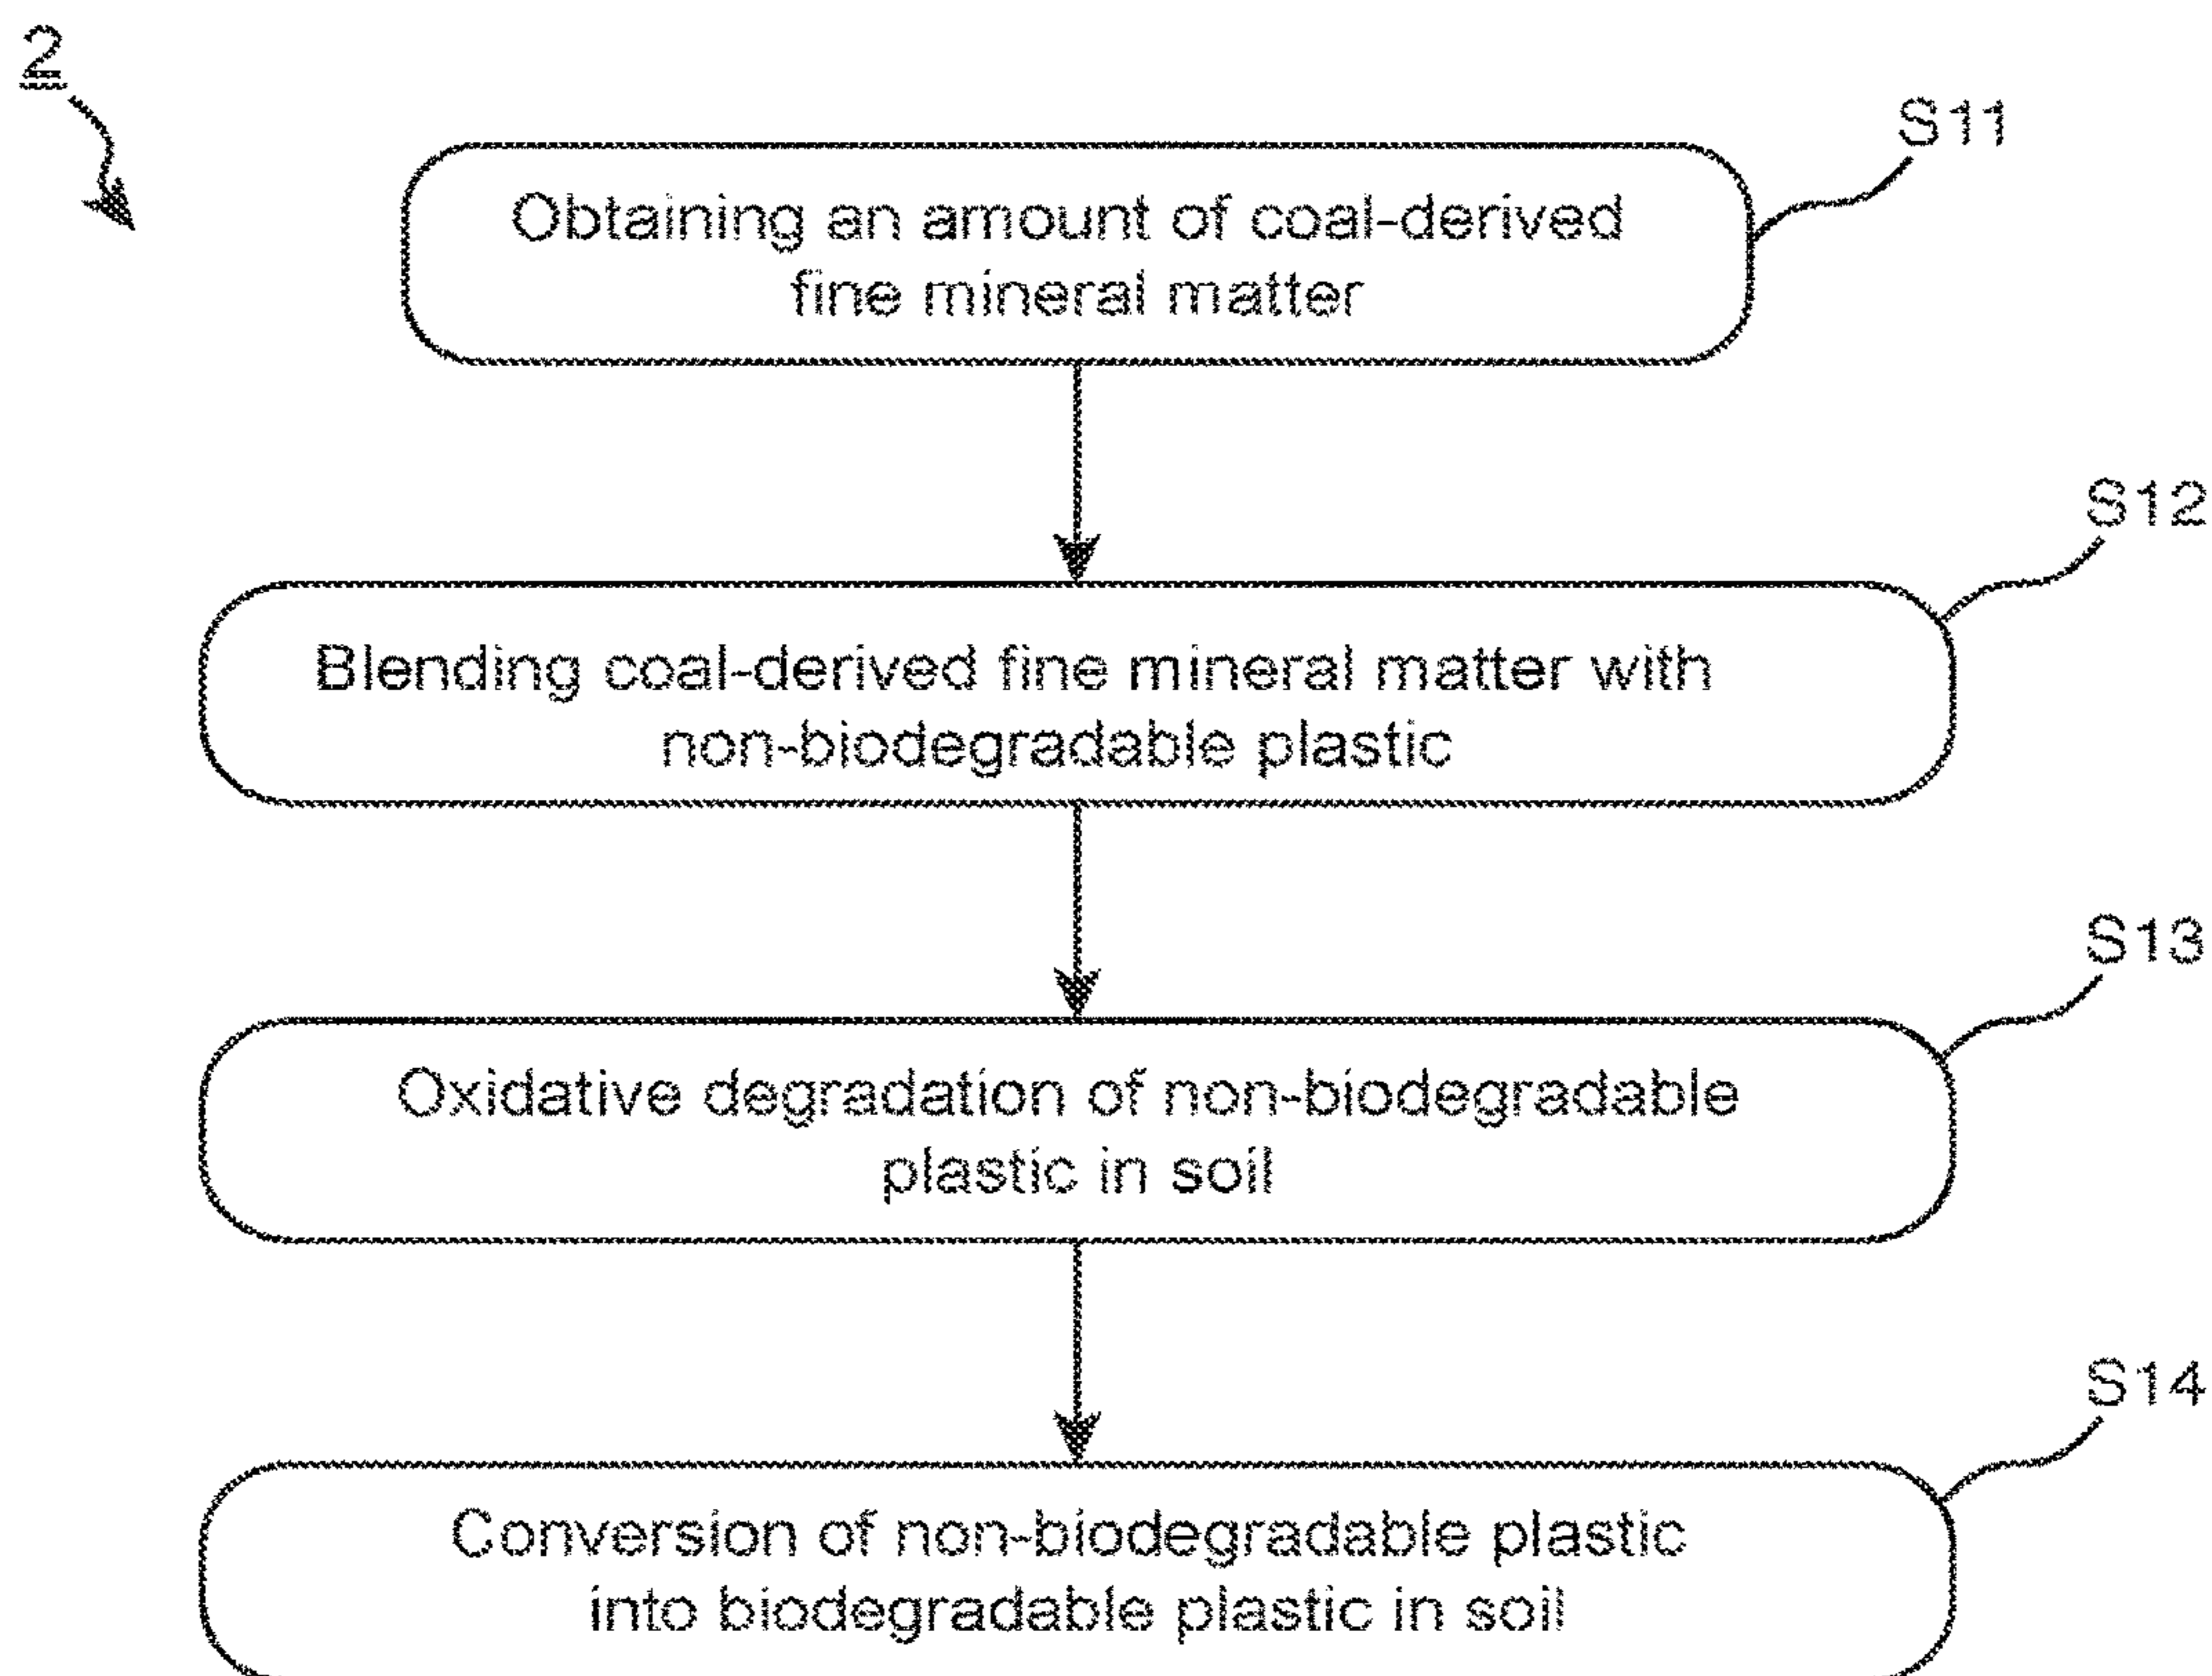 2
S11
Obtaining an amount of coal-derived
fine mineral matter
S12
Blending coal-derived fine mineral matter with
non-biodegradable plastic
S13
Oxidative degradation of non-biodegradable
plastic in soil
S14
Conversion of non-biodegradable plastic
into biodegradable plastic in soil